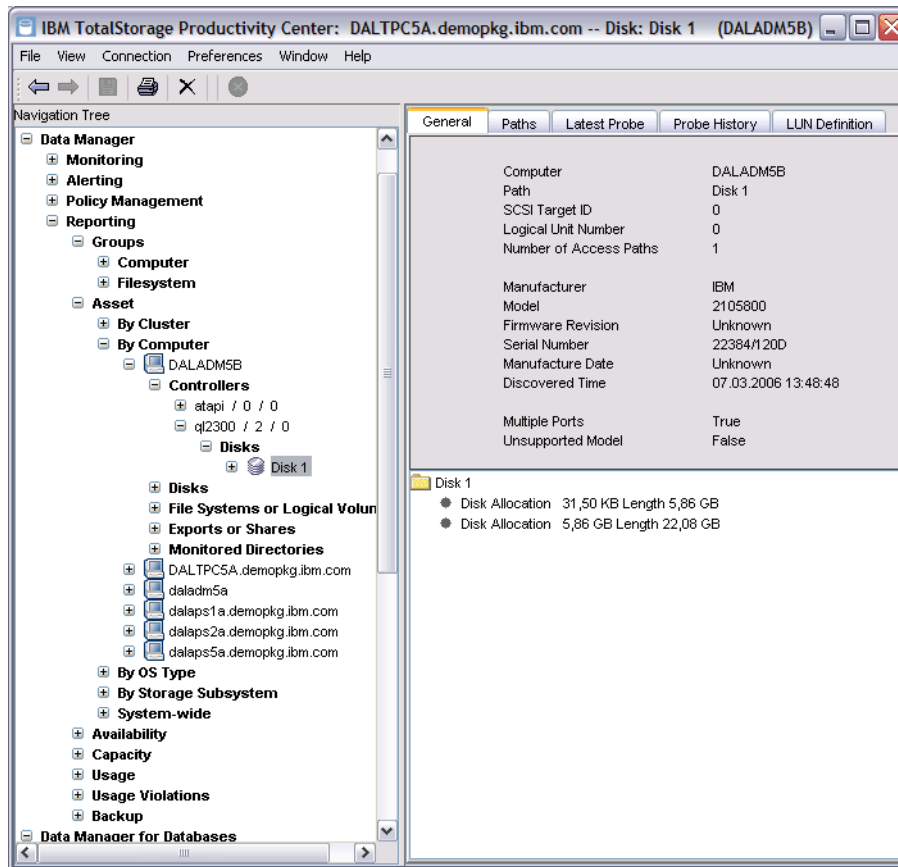 IBM TotalStorage Productivity Center: DALTPC5A.demopkg.ibm.com -- Disk: Disk 1 (DALADM5B)
File View Connection Preferences Window Help
Navigation Tree
Data Manager
Monitoring
Alerting
Policy Management
Reporting
Groups
Computer
Filesystem
Asset
By Cluster
By Computer
DALADM5B
Controllers
atapi / 0 / 0
ql2300 / 2 / 0
Disks
Disk 1
Disks
File Systems or Logical Volun
Exports or Shares
Monitored Directories
DALTPC5A.demopkg.ibm.com
daladm5a
dalaps1a.demopkg.ibm.com
dalaps2a.demopkg.ibm.com
dalaps5a.demopkg.ibm.com
By OS Type
By Storage Subsystem
System-wide
Availability
Capacity
Usage
Usage Violations
Backup
Data Manager for Databases
General Paths Latest Probe Probe History LUN Definition
Computer DALADM5B
Path Disk 1
SCSI Target ID 0
Logical Unit Number 0
Number of Access Paths 1
Manufacturer IBM
Model 2105800
Firmware Revision Unknown
Serial Number 22384/120D
Manufacture Date Unknown
Discovered Time 07.03.2006 13:48:48
Multiple Ports True
Unsupported Model False
Disk 1
Disk Allocation 31,50 KB Length 5,86 GB
Disk Allocation 5,86 GB Length 22,08 GB